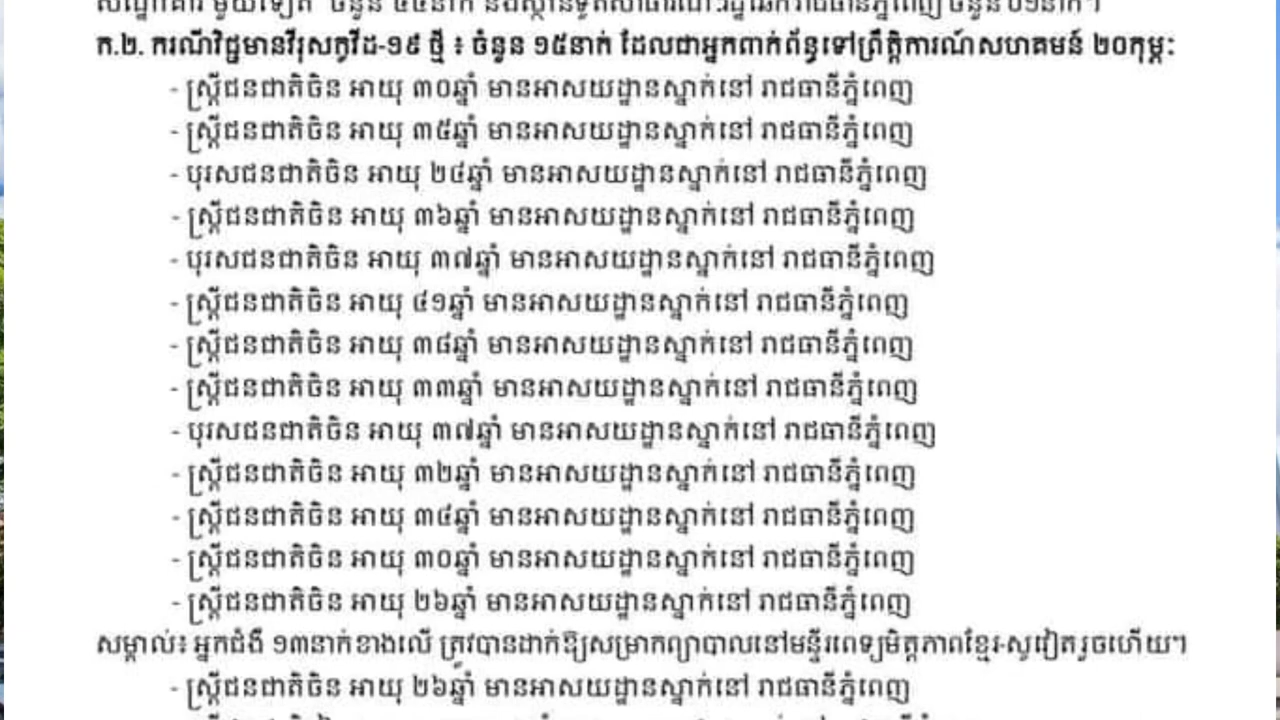 ក.២. ករណីវិជ្ជមានវីរុសកូវីដ-១៩ ថ្មី ៖ ចំនួន ១៥នាក់ ដែលជាអ្នកពាក់ព័ន្ធទៅព្រឹត្តិការណ៍សហគមន៍ ២០កុម្ភៈ
- ស្ត្រីជនជាតិចិន អាយុ ៣០ឆ្នាំ មានអាសយដ្ឋានស្នាក់នៅ រាជធានីភ្នំពេញ
- ស្ត្រីជនជាតិចិន អាយុ ៣៥ឆ្នាំ មានអាសយដ្ឋានស្នាក់នៅ រាជធានីភ្នំពេញ
- បុរសជនជាតិចិន អាយុ ២៤ឆ្នាំ មានអាសយដ្ឋានស្នាក់នៅ រាជធានីភ្នំពេញ
- ស្ត្រីជនជាតិចិន អាយុ ៣៦ឆ្នាំ មានអាសយដ្ឋានស្នាក់នៅ រាជធានីភ្នំពេញ
- បុរសជនជាតិចិន អាយុ ៣៧ឆ្នាំ មានអាសយដ្ឋានស្នាក់នៅ រាជធានីភ្នំពេញ
- ស្ត្រីជនជាតិចិន អាយុ ៤១ឆ្នាំ មានអាសយដ្ឋានស្នាក់នៅ រាជធានីភ្នំពេញ
- ស្ត្រីជនជាតិចិន អាយុ ៣៨ឆ្នាំ មានអាសយដ្ឋានស្នាក់នៅ រាជធានីភ្នំពេញ
- ស្ត្រីជនជាតិចិន អាយុ ៣៣ឆ្នាំ មានអាសយដ្ឋានស្នាក់នៅ រាជធានីភ្នំពេញ
- បុរសជនជាតិចិន អាយុ ៣៧ឆ្នាំ មានអាសយដ្ឋានស្នាក់នៅ រាជធានីភ្នំពេញ
- ស្ត្រីជនជាតិចិន អាយុ ៣២ឆ្នាំ មានអាសយដ្ឋានស្នាក់នៅ រាជធានីភ្នំពេញ
- ស្ត្រីជនជាតិចិន អាយុ ៣៤ឆ្នាំ មានអាសយដ្ឋានស្នាក់នៅ រាជធានីភ្នំពេញ
- ស្ត្រីជនជាតិចិន អាយុ ៣០ឆ្នាំ មានអាសយដ្ឋានស្នាក់នៅ រាជធានីភ្នំពេញ
- ស្ត្រីជនជាតិចិន អាយុ ២៦ឆ្នាំ មានអាសយដ្ឋានស្នាក់នៅ រាជធានីភ្នំពេញ
សម្គាល់៖ អ្នកជំងឺ ១៣នាក់ខាងលើ ត្រូវបានដាក់ឱ្យសម្រាកព្យាបាលនៅមន្ទីរពេទ្យមិត្តភាពខ្មែរ-សូវៀតរួចហើយ។
- ស្ត្រីជនជាតិចិន អាយុ ២៦ឆ្នាំ មានអាសយដ្ឋានស្នាក់នៅ រាជធានីភ្នំពេញ